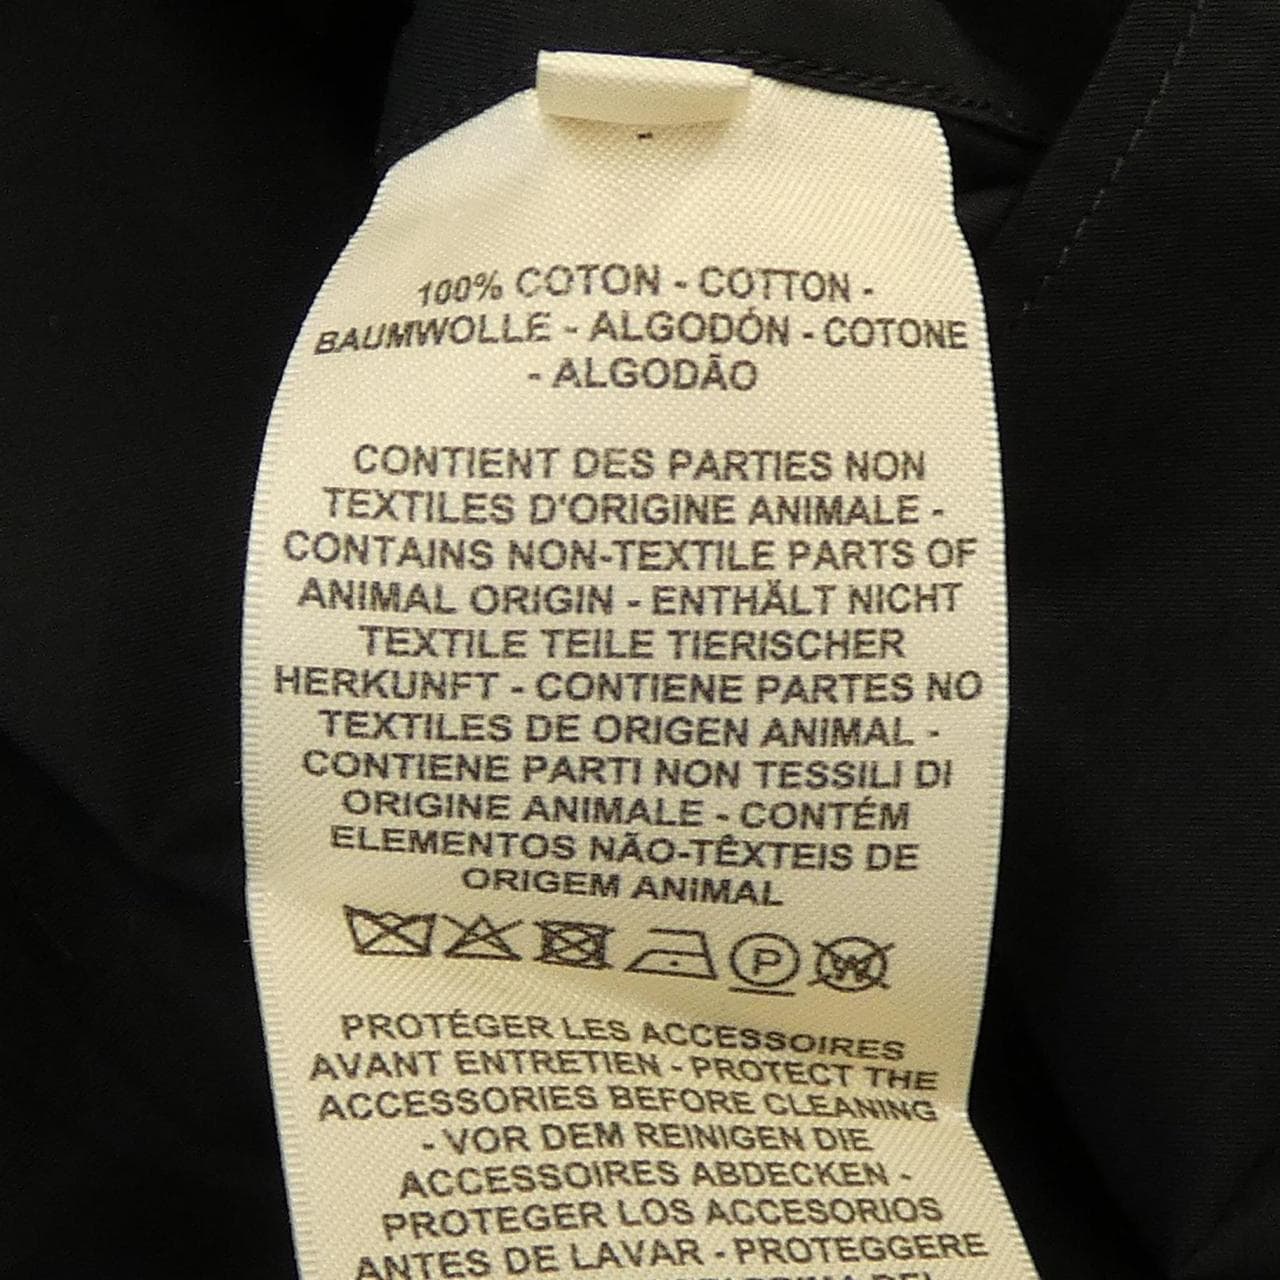 100% COTON - COTTON -
BAUMWOLLE - ALGODÓN - COTONE
- ALGODÃO
CONTIENT DES PARTIES NON
TEXTILES D'ORIGINE ANIMALE -
CONTAINS NON-TEXTILE PARTS OF
ANIMAL ORIGIN - ENTHÄLT NICHT
TEXTILE TEILE TIERISCHER
HERKUNFT - CONTIENE PARTES NO
TEXTILES DE ORIGEN ANIMAL -
CONTIENE PARTI NON TESSILI DI
ORIGINE ANIMALE - CONTÉM
ELEMENTOS NÃO-TÊXTEIS DE
ORIGEM ANIMAL
P W
PROTÉGER LES ACCESSOIRES
AVANT ENTRETIEN - PROTECT THE
ACCESSORIES BEFORE CLEANING
- VOR DEM REINIGEN DIE
ACCESSOIRES ABDECKEN -
PROTEGER LOS ACCESORIOS
ANTES DE LAVAR - PROTEGGERE